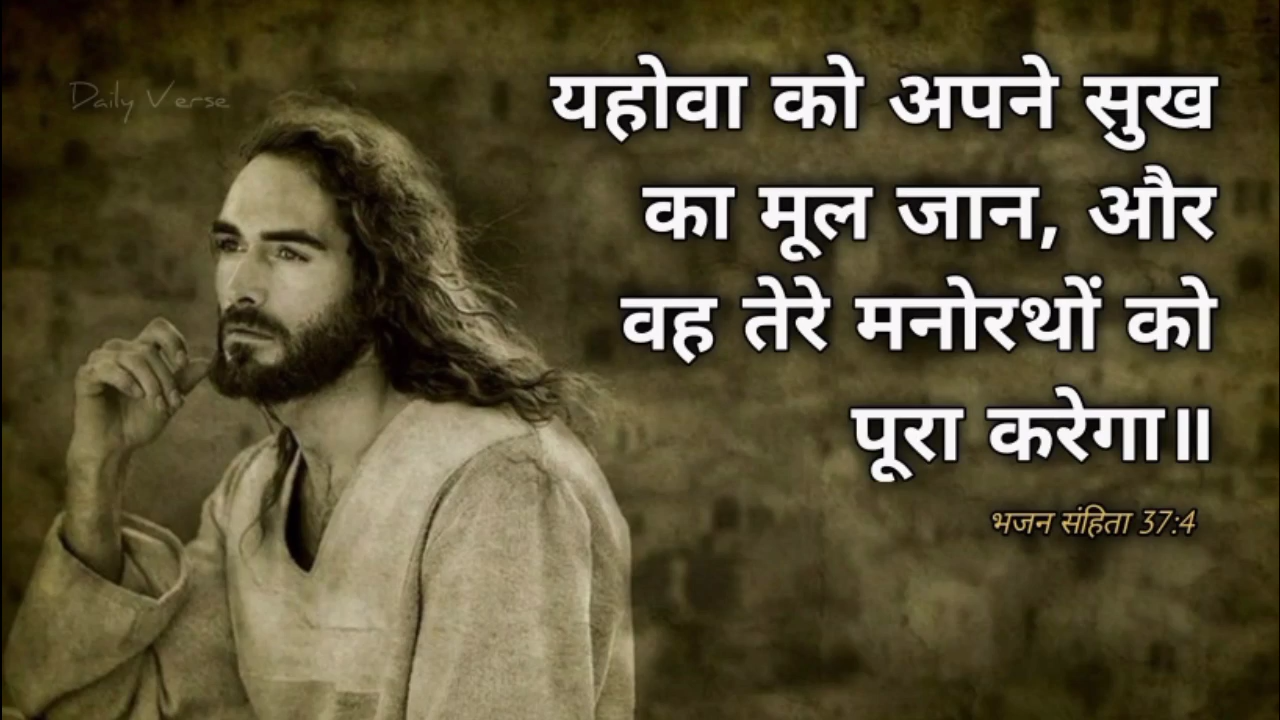 Daily Verse
यहोवा को अपने सुख
का मूल जान, और
वह तेरे मनोरथों को
पूरा करेगा॥
भजन संहिता 37:4